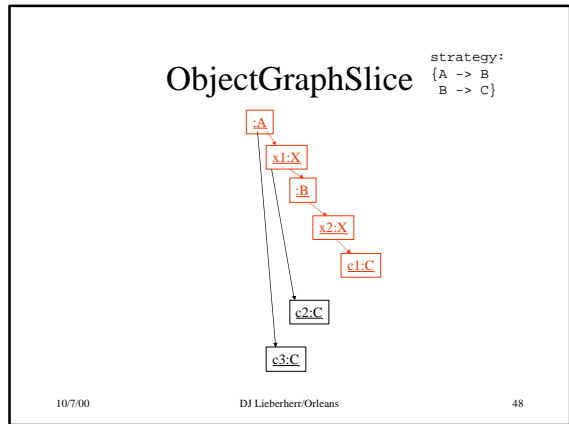 strategy:
{A -> B
B -> C}
ObjectGraphSlice
:A
x1:X
:B
x2:X
c1:C
c2:C
c3:C
10/7/00
DJ Lieberherr/Orleans
48